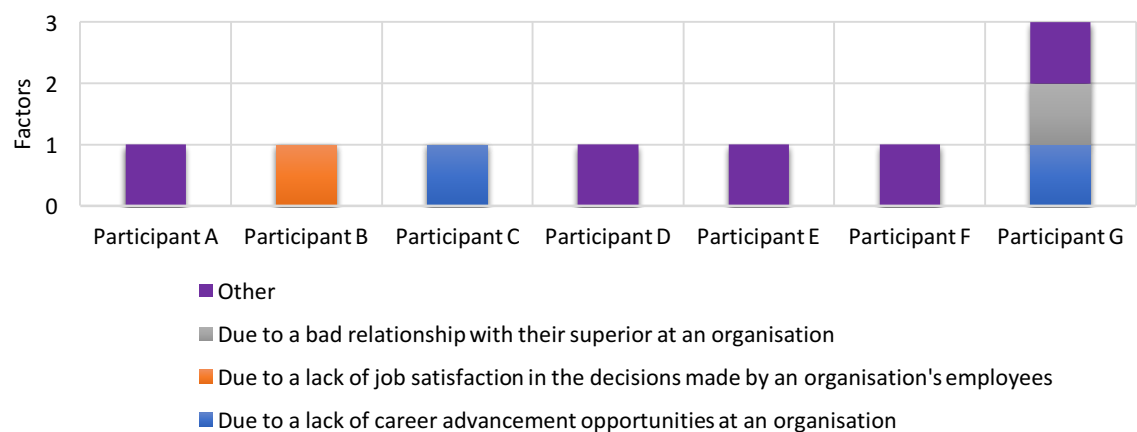 3
2
1
0
Factors
Participant A Participant B Participant C Participant D Participant E Participant F Participant G
Other
Due to a bad relationship with their superior at an organisation
Due to a lack of job satisfaction in the decisions made by an organisation's employees
Due to a lack of career advancement opportunities at an organisation